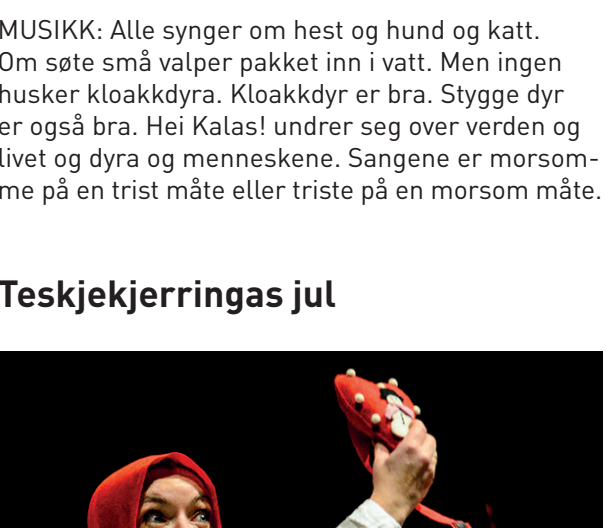 MUSIKK: Alle synger om hest og hund og katt.
Om søte små valper pakket inn i vatt. Men ingen
husker kloakkdyra. Kloakkdyr er bra. Stygge dyr
er også bra. Hei Kalas! undrer seg over verden og
livet og dyra og menneskene. Sangene er morsom-
me på en trist måte eller triste på en morsom måte.
Teskjekjerringas jul